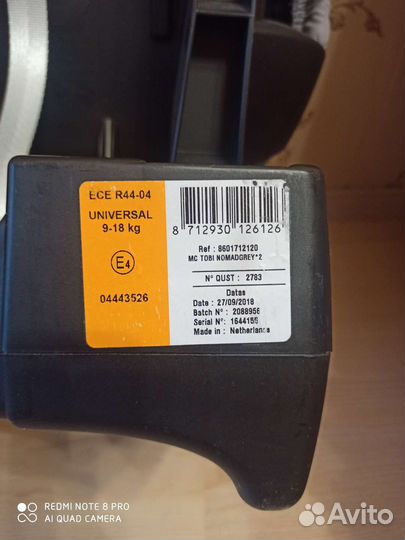 ECE R44-04
UNIVERSAL
9-18 kg
E4
04443526
8 712930 126126
Ref : 8601712120
MC TOBI NOMADGREY*2
N° QUST : 2783
Datas
Date : 27/09/2018
Batch N° : 2088956
Serial N°: 1644155
Made in : Netherlands
REDMI NOTE 8 PRO
AI QUAD CAMERA
Avito